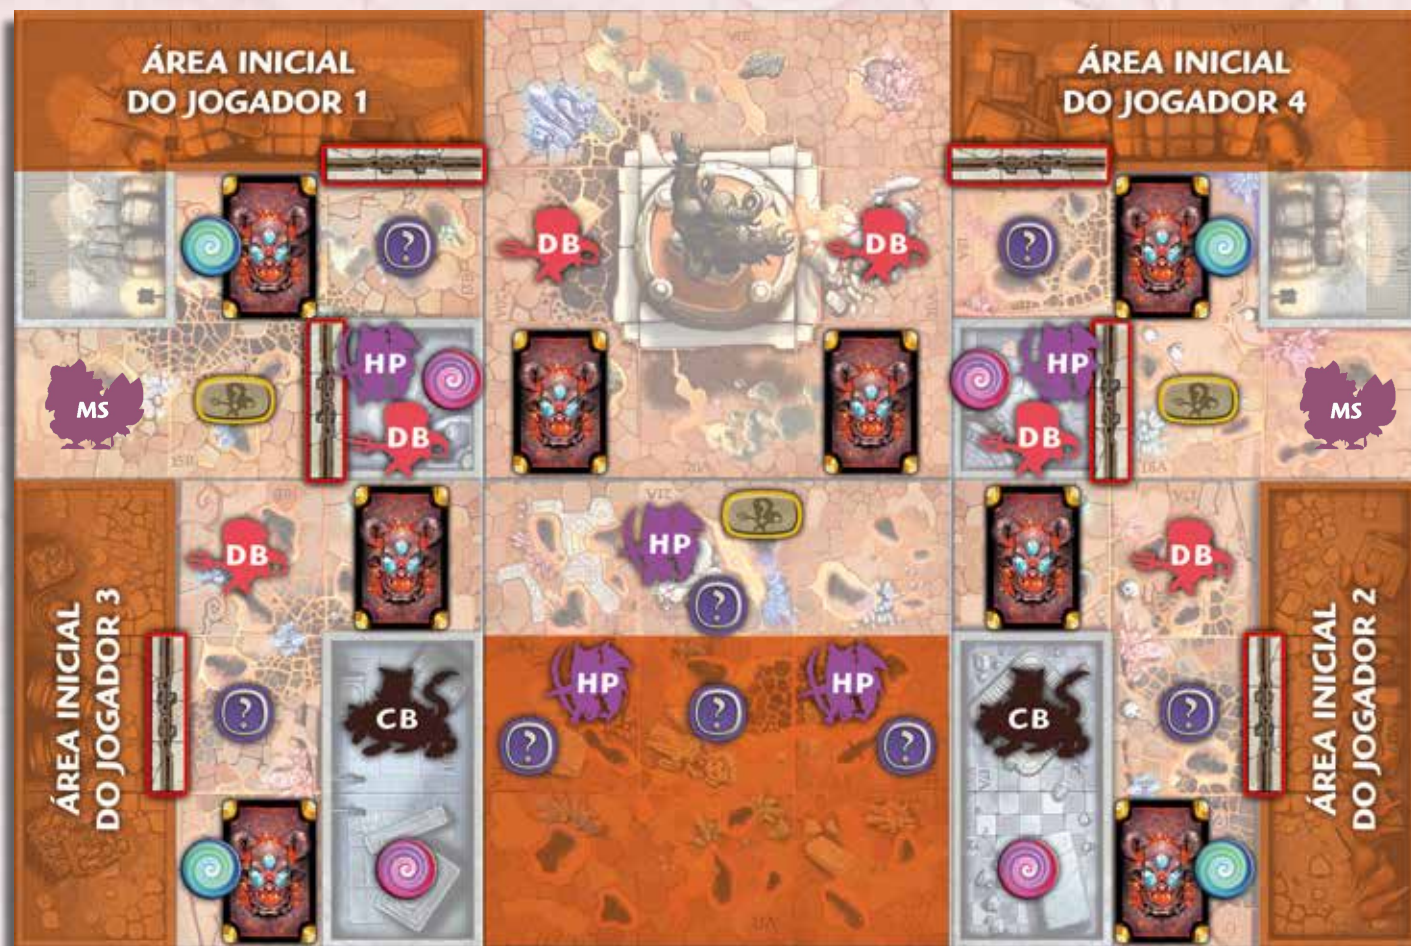 ÁREA INICIAL
DO JOGADOR 1
ÁREA INICIAL
DO JOGADOR 4
DB
DB
?
?
HP
HP
MS
MS
DB
DB
DB
HP
DB
?
ÁREA INICIAL
DO JOGADOR 3
ÁREA INICIAL
DO JOGADOR 2
HP
HP
?
?
?
CB
CB
?
?